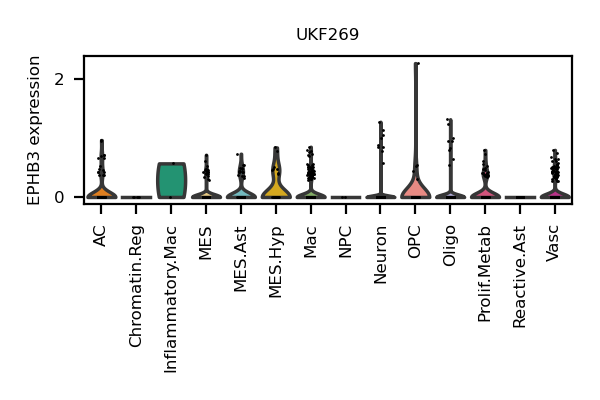 UKF269
EPHB3 expression
2
0
AC
Chromatin.Reg
Inflammatory.Mac
MES
MES.Ast
MES.Hyp
Mac
NPC
Neuron
OPC
Oligo
Prolif.Metab
Reactive.Ast
Vasc